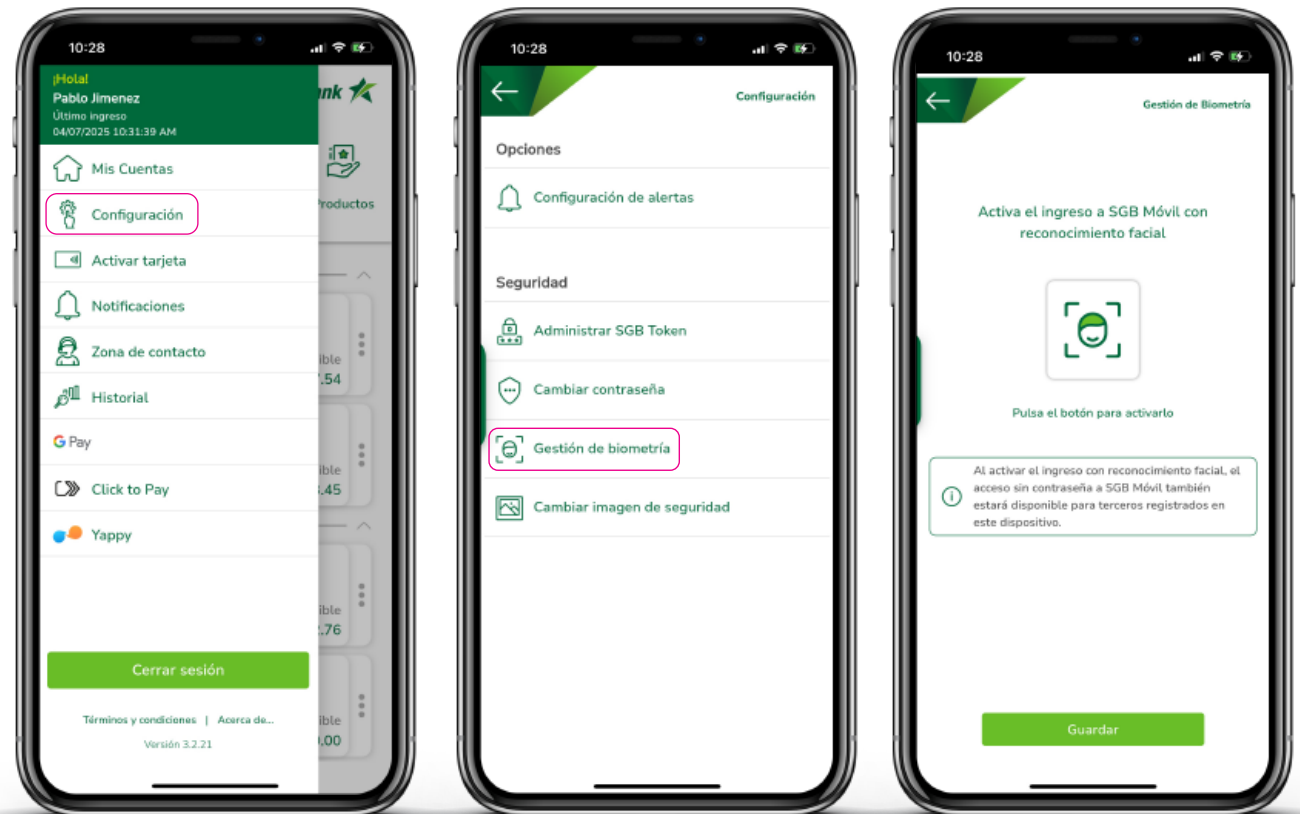 10:28
¡Hola!
Pablo Jimenez
Último ingreso
04/07/2025 10:31:39 AM
Mis Cuentas
Configuración
Activar tarjeta
Notificaciones
Zona de contacto
Historial
G Pay
Click to Pay
Yappy
Cerrar sesión
Términos y condiciones | Acerca de...
Versión 3.2.21
10:28
Configuración
Opciones
Configuración de alertas
Seguridad
Administrar SGB Token
Cambiar contraseña
Gestión de biometría
Cambiar imagen de seguridad
10:28
Gestión de Biometría
Activa el ingreso a SGB Móvil con
reconocimiento facial
Pulsa el botón para activarlo
Al activar el ingreso con reconocimiento facial, el
acceso sin contraseña a SGB Móvil también
estará disponible para terceros registrados en
este dispositivo.
Guardar